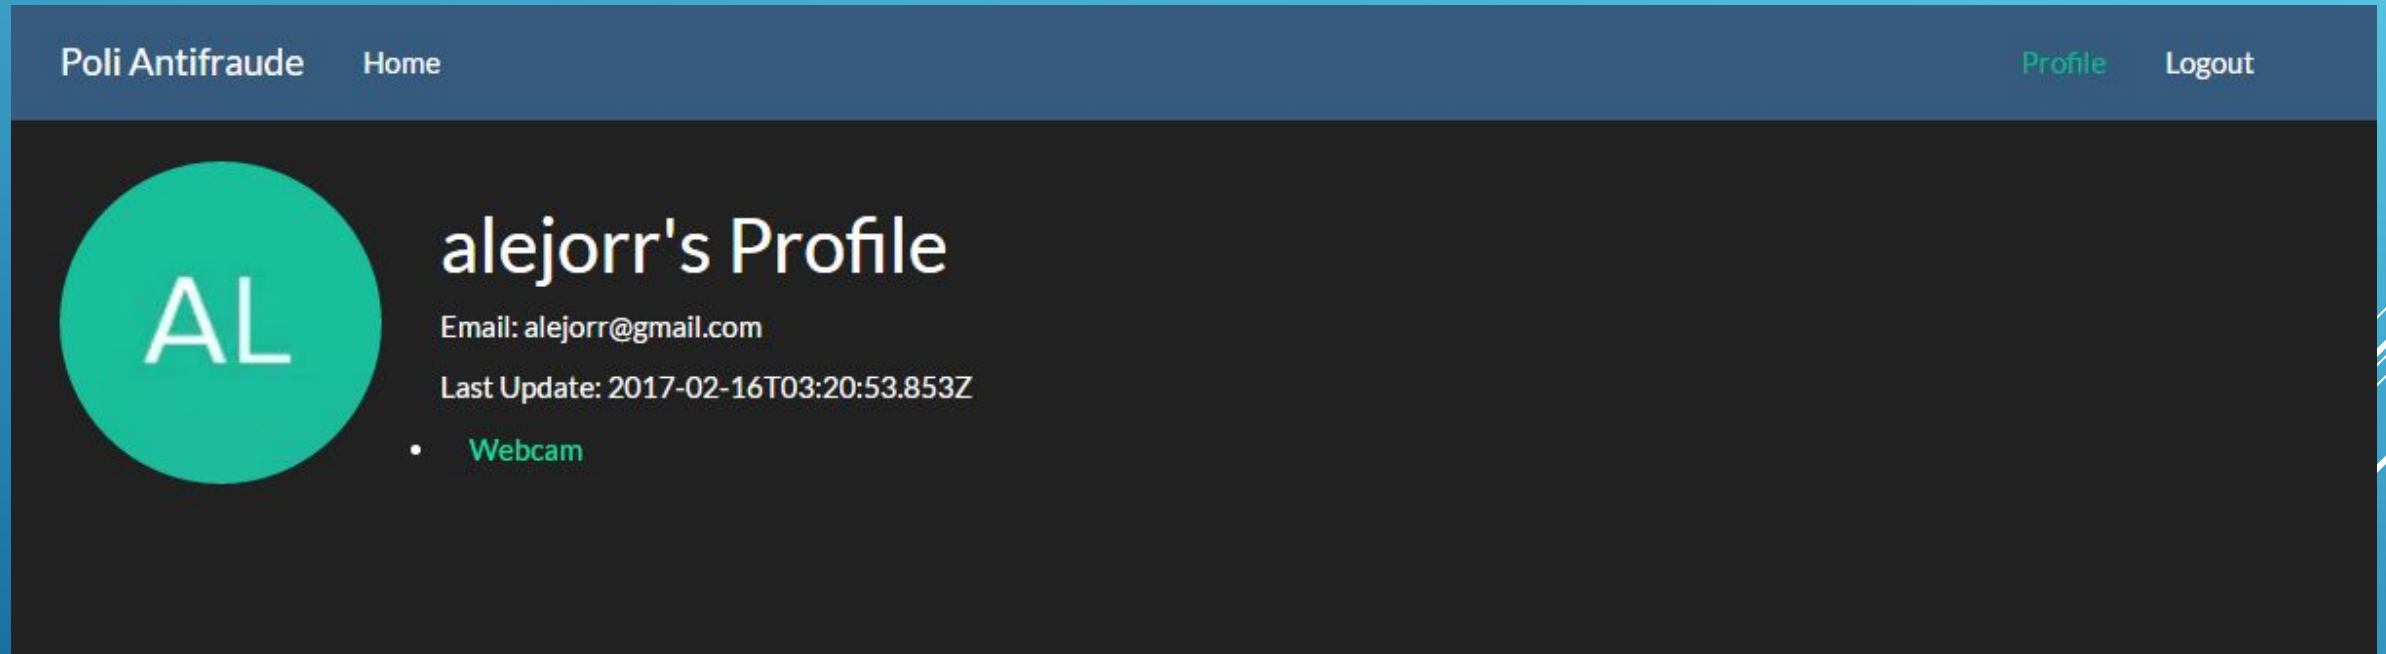 Poli Antifraude Home Profile Logout
AL
alejorr's Profile
Email: alejorr@gmail.com
Last Update: 2017-02-16T03:20:53.853Z
• Webcam